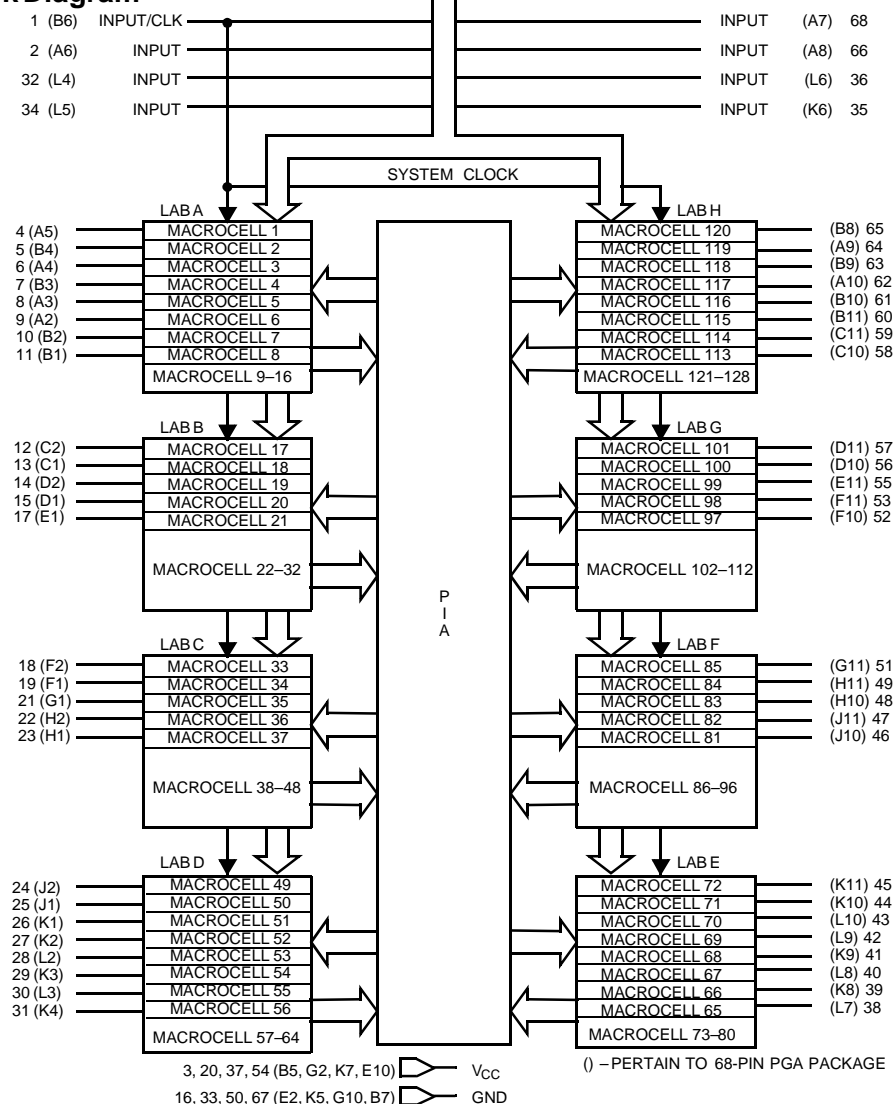 k Diagram
1 (B6) INPUT/CLK INPUT (A7) 68
2 (A6) INPUT INPUT (A8) 66
32 (L4) INPUT INPUT (L6) 36
34 (L5) INPUT INPUT (K6) 35
SYSTEM CLOCK
LAB A LAB H
4 (A5) MACROCELL 1 MACROCELL 120 (B8) 65
5 (B4) MACROCELL 2 MACROCELL 119 (A9) 64
6 (A4) MACROCELL 3 MACROCELL 118 (B9) 63
7 (B3) MACROCELL 4 MACROCELL 117 (A10) 62
8 (A3) MACROCELL 5 MACROCELL 116 (B10) 61
9 (A2) MACROCELL 6 MACROCELL 115 (B11) 60
10 (B2) MACROCELL 7 MACROCELL 114 (C11) 59
11 (B1) MACROCELL 8 MACROCELL 113 (C10) 58
MACROCELL 9–16 MACROCELL 121–128
LAB B LAB G
12 (C2) MACROCELL 17 MACROCELL 101 (D11) 57
13 (C1) MACROCELL 18 MACROCELL 100 (D10) 56
14 (D2) MACROCELL 19 MACROCELL 99 (E11) 55
15 (D1) MACROCELL 20 MACROCELL 98 (F11) 53
17 (E1) MACROCELL 21 MACROCELL 97 (F10) 52
MACROCELL 22–32 MACROCELL 102–112
P
I
A
LAB C LAB F
18 (F2) MACROCELL 33 MACROCELL 85 (G11) 51
19 (F1) MACROCELL 34 MACROCELL 84 (H11) 49
21 (G1) MACROCELL 35 MACROCELL 83 (H10) 48
22 (H2) MACROCELL 36 MACROCELL 82 (J11) 47
23 (H1) MACROCELL 37 MACROCELL 81 (J10) 46
MACROCELL 38–48 MACROCELL 86–96
LAB D LAB E
24 (J2) MACROCELL 49 MACROCELL 72 (K11) 45
25 (J1) MACROCELL 50 MACROCELL 71 (K10) 44
26 (K1) MACROCELL 51 MACROCELL 70 (L10) 43
27 (K2) MACROCELL 52 MACROCELL 69 (L9) 42
28 (L2) MACROCELL 53 MACROCELL 68 (K9) 41
29 (K3) MACROCELL 54 MACROCELL 67 (L8) 40
30 (L3) MACROCELL 55 MACROCELL 66 (K8) 39
31 (K4) MACROCELL 56 MACROCELL 65 (L7) 38
MACROCELL 57–64 MACROCELL 73–80
3, 20, 37, 54 (B5, G2, K7, E10) VCC () – PERTAIN TO 68-PIN PGA PACKAGE
16, 33, 50, 67 (E2, K5, G10, B7) GND